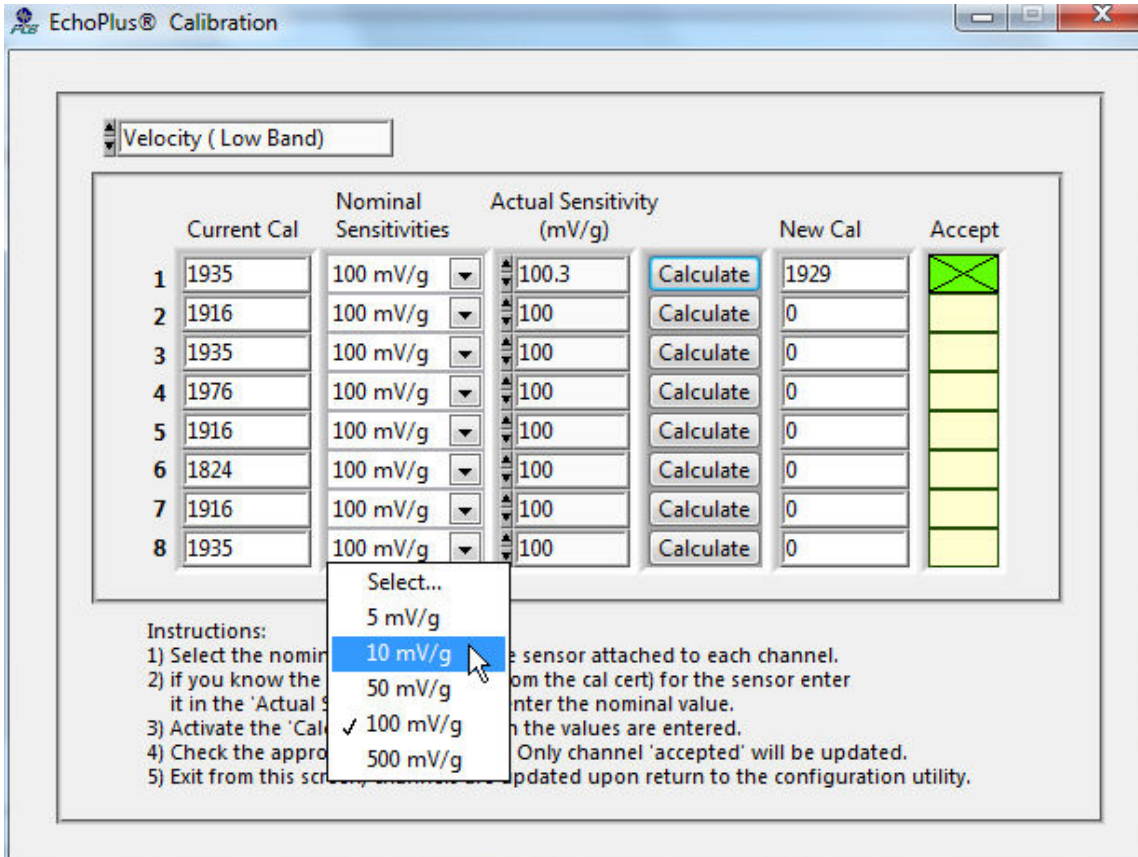 PCB EchoPlus® Calibration
Velocity ( Low Band)
Current Cal Nominal Sensitivities Actual Sensitivity (mV/g) New Cal Accept
1 1935 100 mV/g 100.3 Calculate 1929
2 1916 100 mV/g 100 Calculate 0
3 1935 100 mV/g 100 Calculate 0
4 1976 100 mV/g 100 Calculate 0
5 1916 100 mV/g 100 Calculate 0
6 1824 100 mV/g 100 Calculate 0
7 1916 100 mV/g 100 Calculate 0
8 1935 100 mV/g 100 Calculate 0
Select...
5 mV/g
10 mV/g
50 mV/g
✓ 100 mV/g
500 mV/g
Instructions:
1) Select the nomin e sensor attached to each channel.
2) if you know the om the cal cert) for the sensor enter
it in the 'Actual enter the nominal value.
3) Activate the 'Cal n the values are entered.
4) Check the appro Only channel 'accepted' will be updated.
5) Exit from this updated upon return to the configuration utility.